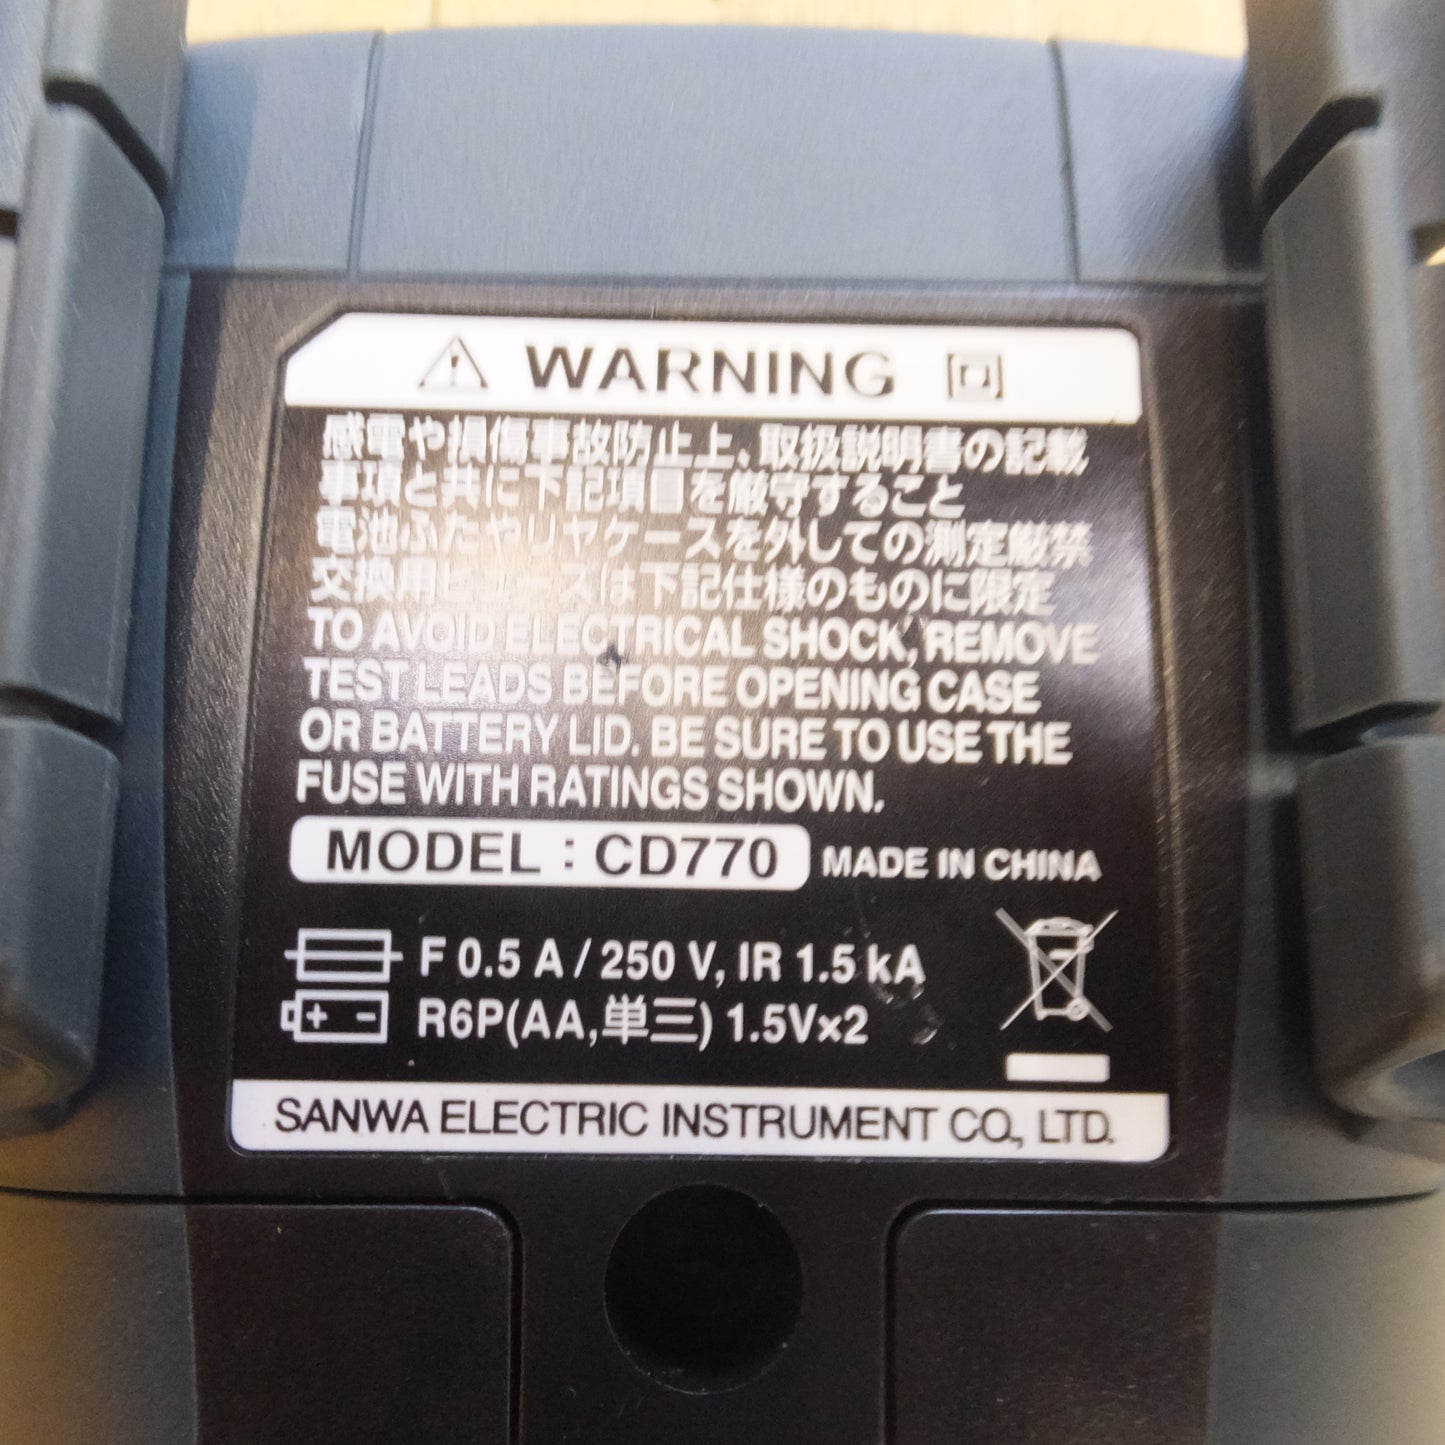 WARNING
感電や損傷事故防止上、取扱説明書の記載
事項と共に下記項目を厳守すること
電池ふたやリヤケースを外しての測定厳禁
交換用ヒューズは下記仕様のものに限定
TO AVOID ELECTRICAL SHOCK, REMOVE
TEST LEADS BEFORE OPENING CASE
OR BATTERY LID. BE SURE TO USE THE
FUSE WITH RATINGS SHOWN.
MODEL : CD770 MADE IN CHINA
F 0.5 A / 250 V, IR 1.5 kA
R6P(AA,単三) 1.5V×2
SANWA ELECTRIC INSTRUMENT CO., LTD.